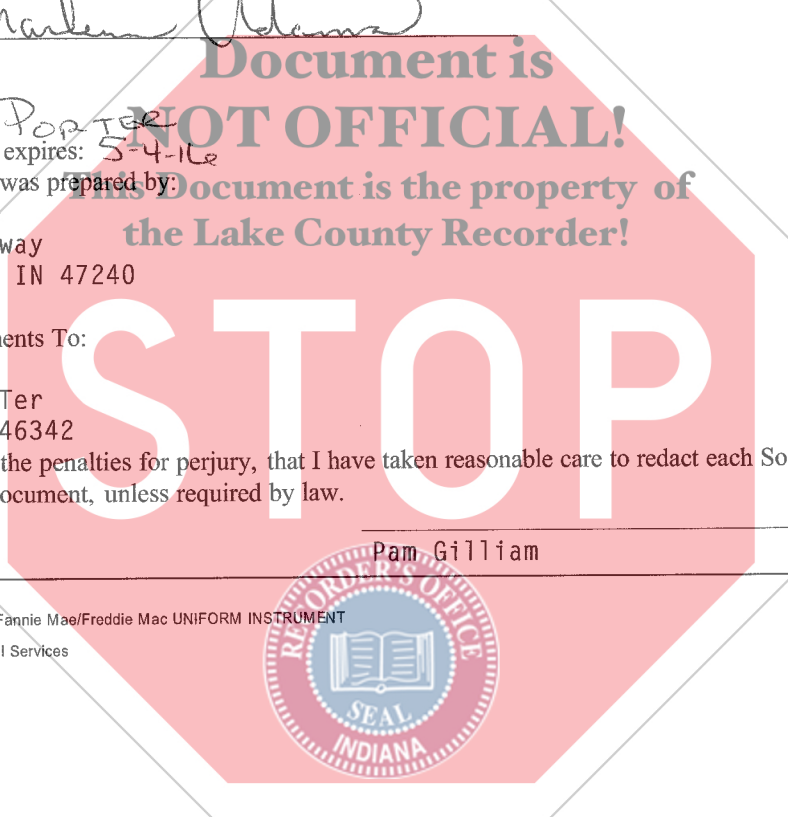 Marlena Adams
Document is
PORTER
NOT OFFICIAL!
expires: 5-4-16
This Document is the property of
was prepared by:
the Lake County Recorder!
way
IN 47240
STOP
ents To:
Ter
46342
the penalties for perjury, that I have taken reasonable care to redact each So
ocument, unless required by law.
Pam Gilliam
RECORDER'S OFFICE
SEAL
INDIANA
Fannie Mae/Freddie Mac UNIFORM INSTRUMENT
l Services